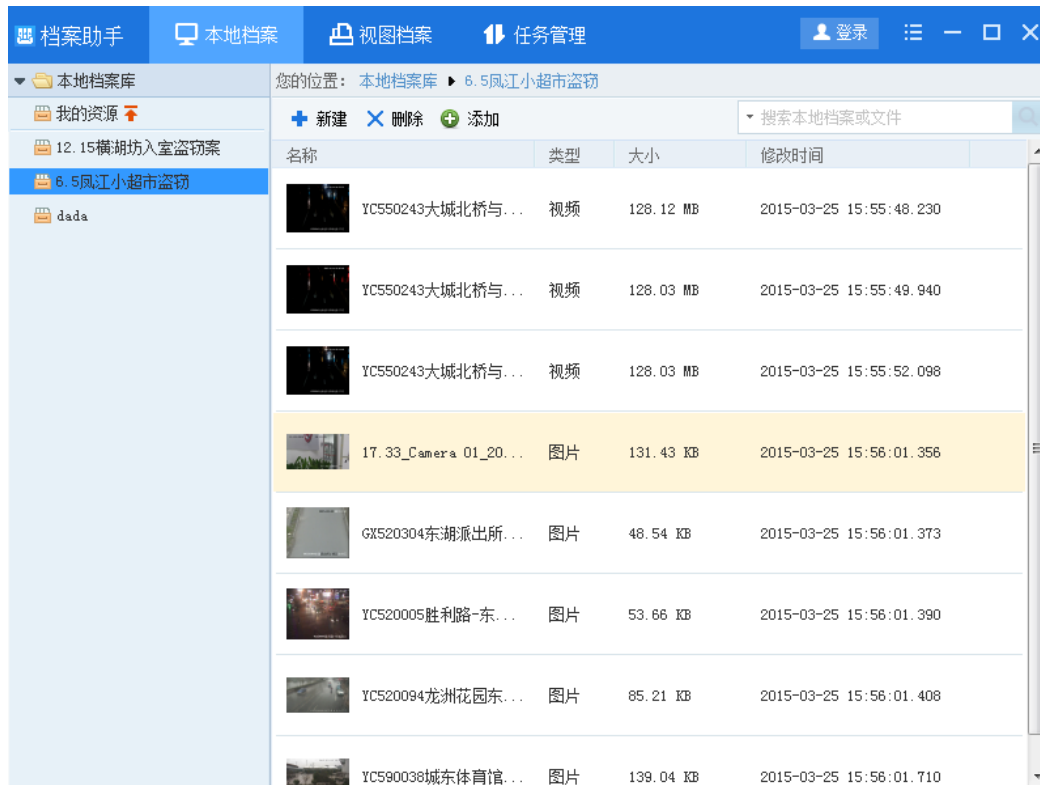 档案助手 本地档案 视图档案 任务管理 登录
本地档案库
我的资源
12.15横湖坊入室盗窃案
6.5凤江小超市盗窃
dada
您的位置: 本地档案库 6.5凤江小超市盗窃
新建 删除 添加 搜索本地档案或文件
名称 类型 大小 修改时间
YC550243大城北桥与... 视频 128.12 MB 2015-03-25 15:55:48.230
YC550243大城北桥与... 视频 128.03 MB 2015-03-25 15:55:49.940
YC550243大城北桥与... 视频 128.03 MB 2015-03-25 15:55:52.098
17.33_Camera 01_20... 图片 131.43 KB 2015-03-25 15:56:01.356
GX520304东湖派出所... 图片 48.54 KB 2015-03-25 15:56:01.373
YC520005胜利路-东... 图片 53.66 KB 2015-03-25 15:56:01.390
YC520094龙洲花园东... 图片 85.21 KB 2015-03-25 15:56:01.408
YC590038城东体育馆... 图片 139.04 KB 2015-03-25 15:56:01.710